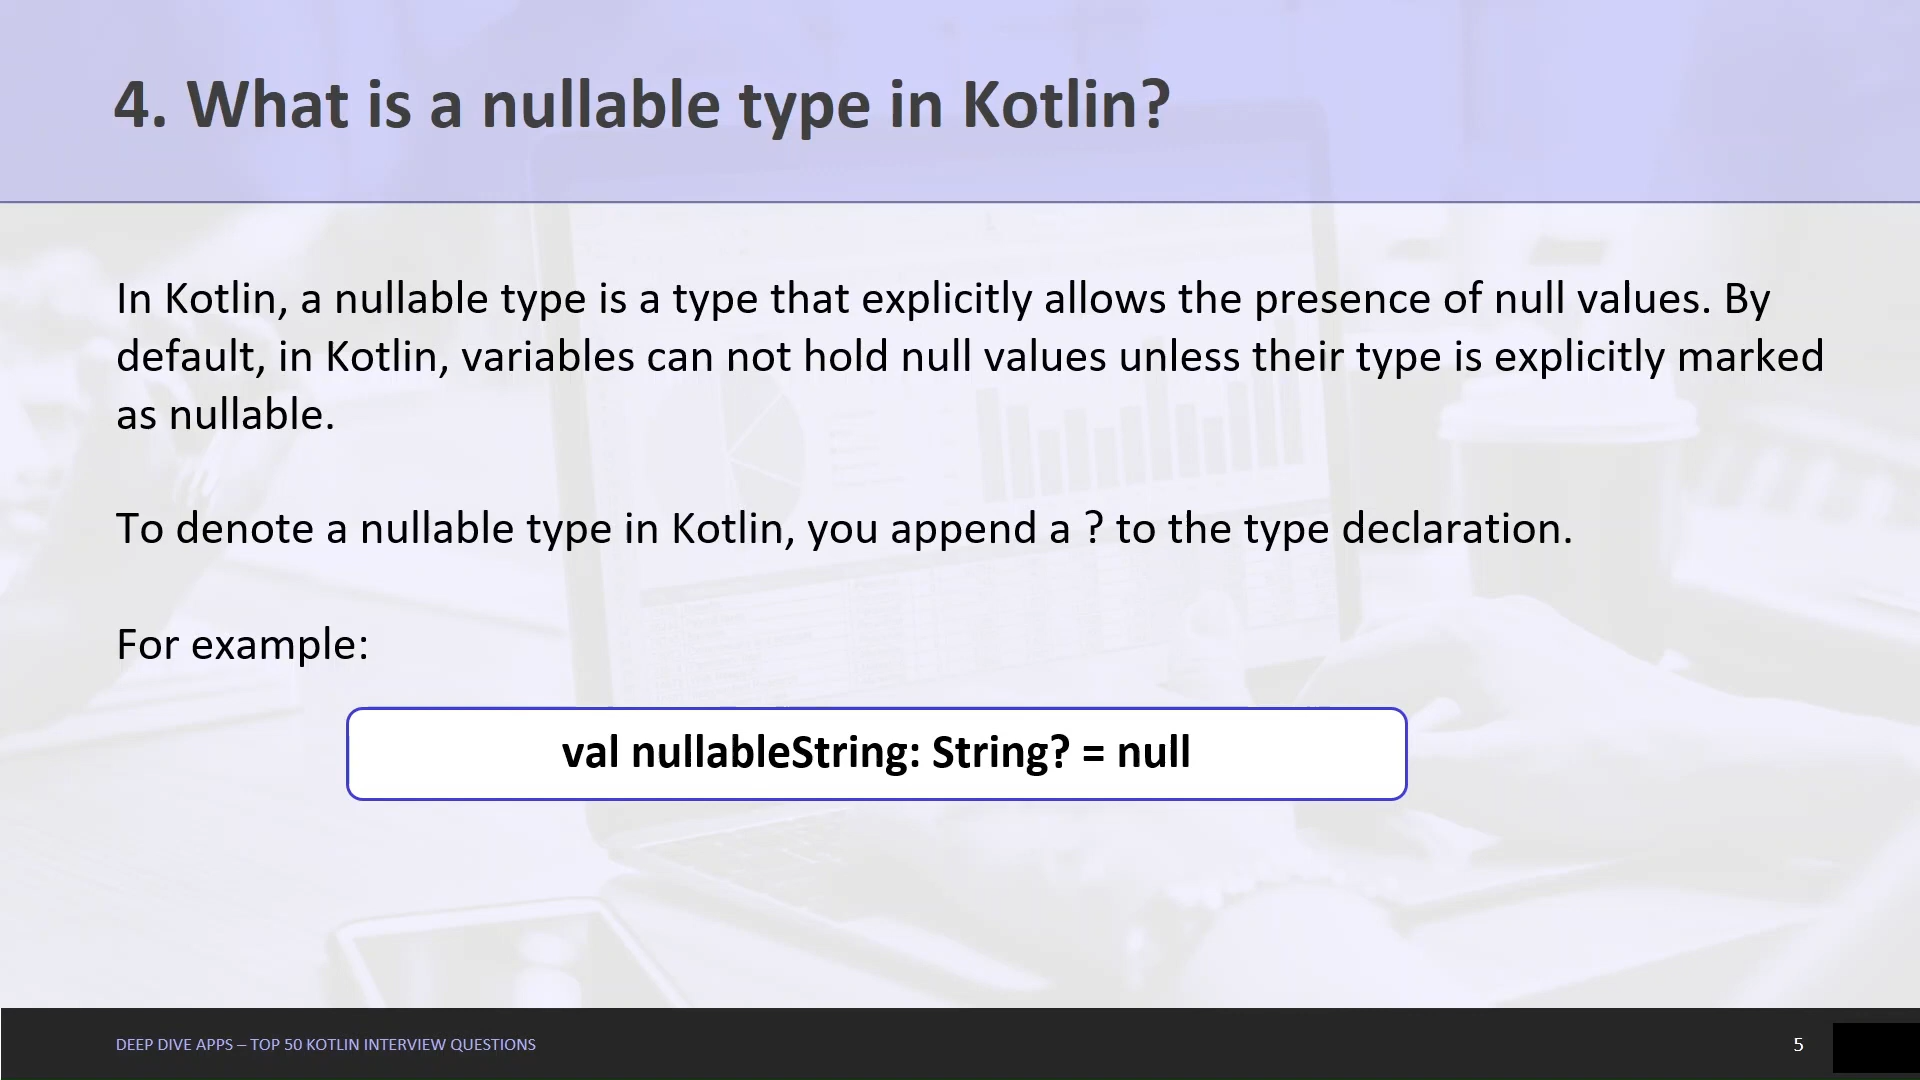 4. What is a nullable type in Kotlin?
In Kotlin, a nullable type is a type that explicitly allows the presence of null values. By
default, in Kotlin, variables can not hold null values unless their type is explicitly marked
as nullable.
To denote a nullable type in Kotlin, you append a ? to the type declaration.
For example:
val nullableString: String? = null
DEEP DIVE APPS – TOP 50 KOTLIN INTERVIEW QUESTIONS
5